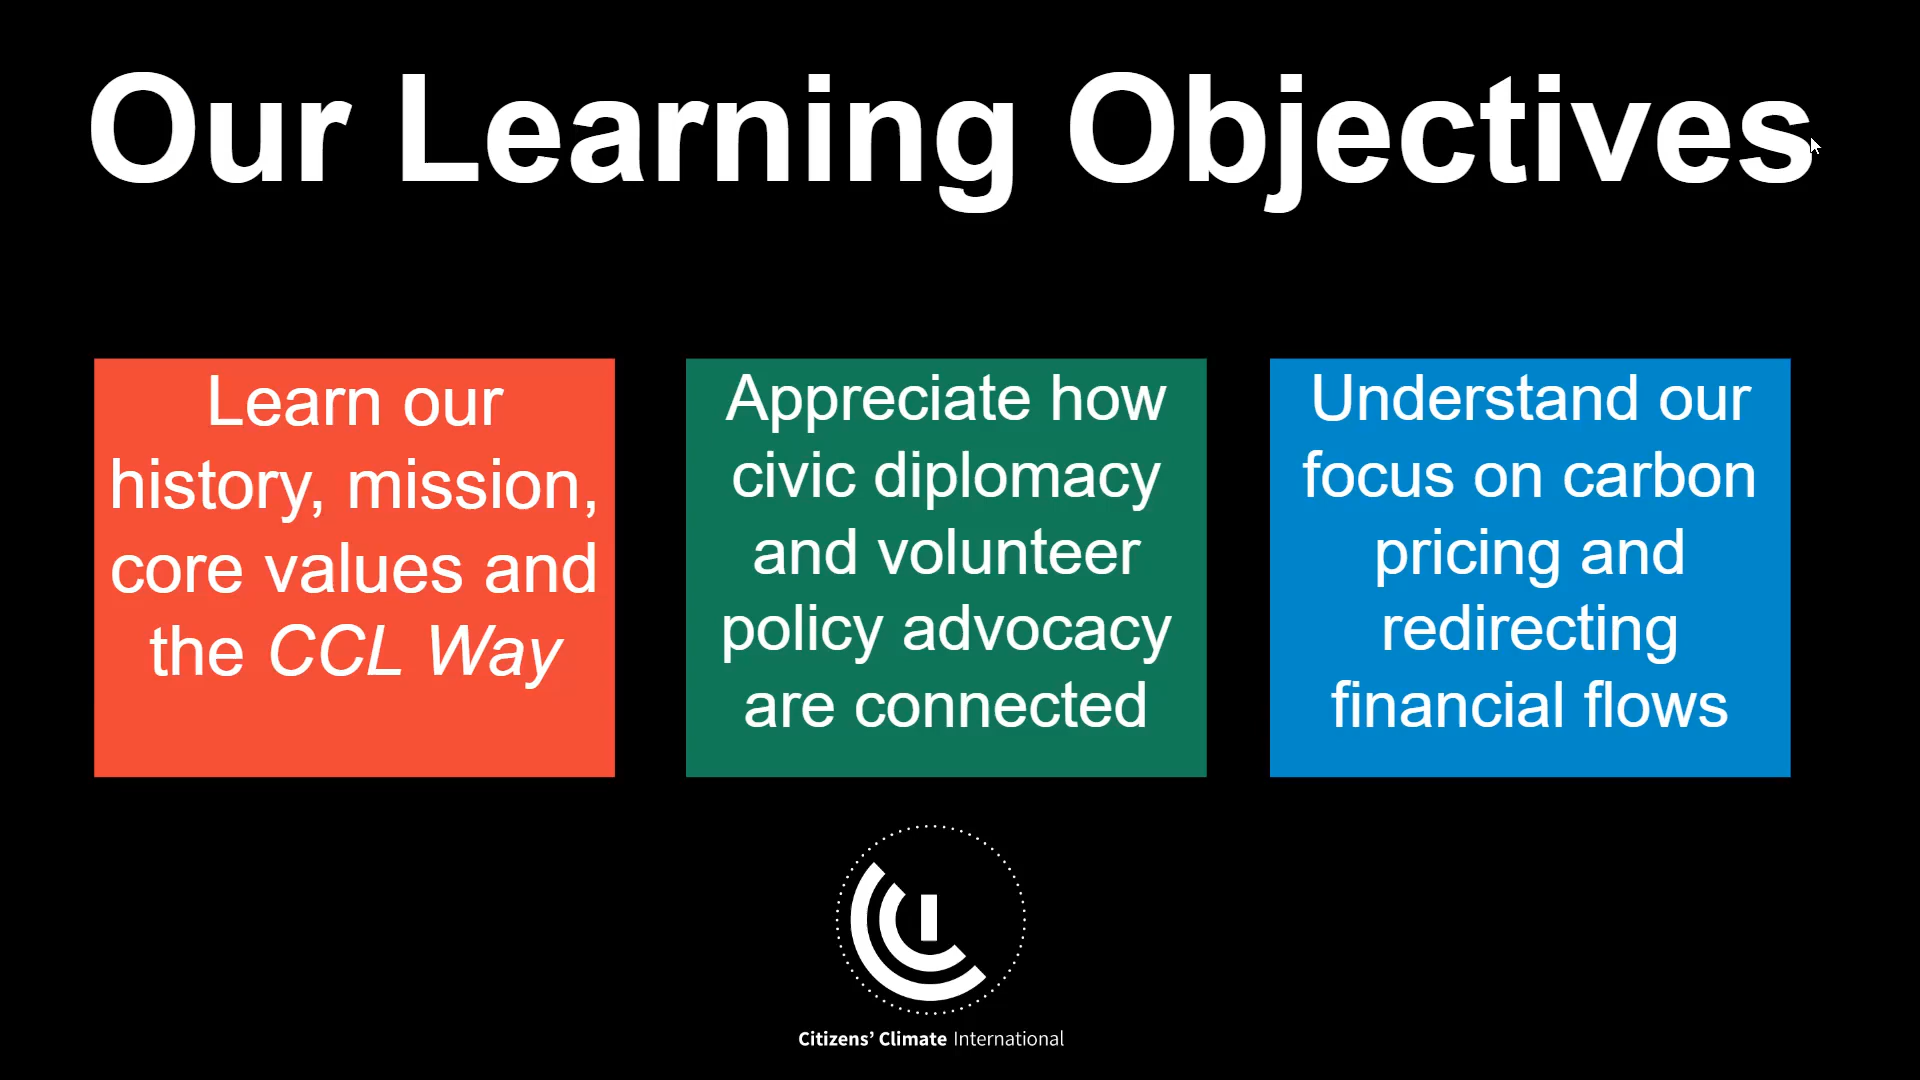 Our Learning Objectives
Learn our
history, mission,
core values and
the CCL Way
Appreciate how
civic diplomacy
and volunteer
policy advocacy
are connected
Understand our
focus on carbon
pricing and
redirecting
financial flows
Citizens’ Climate International